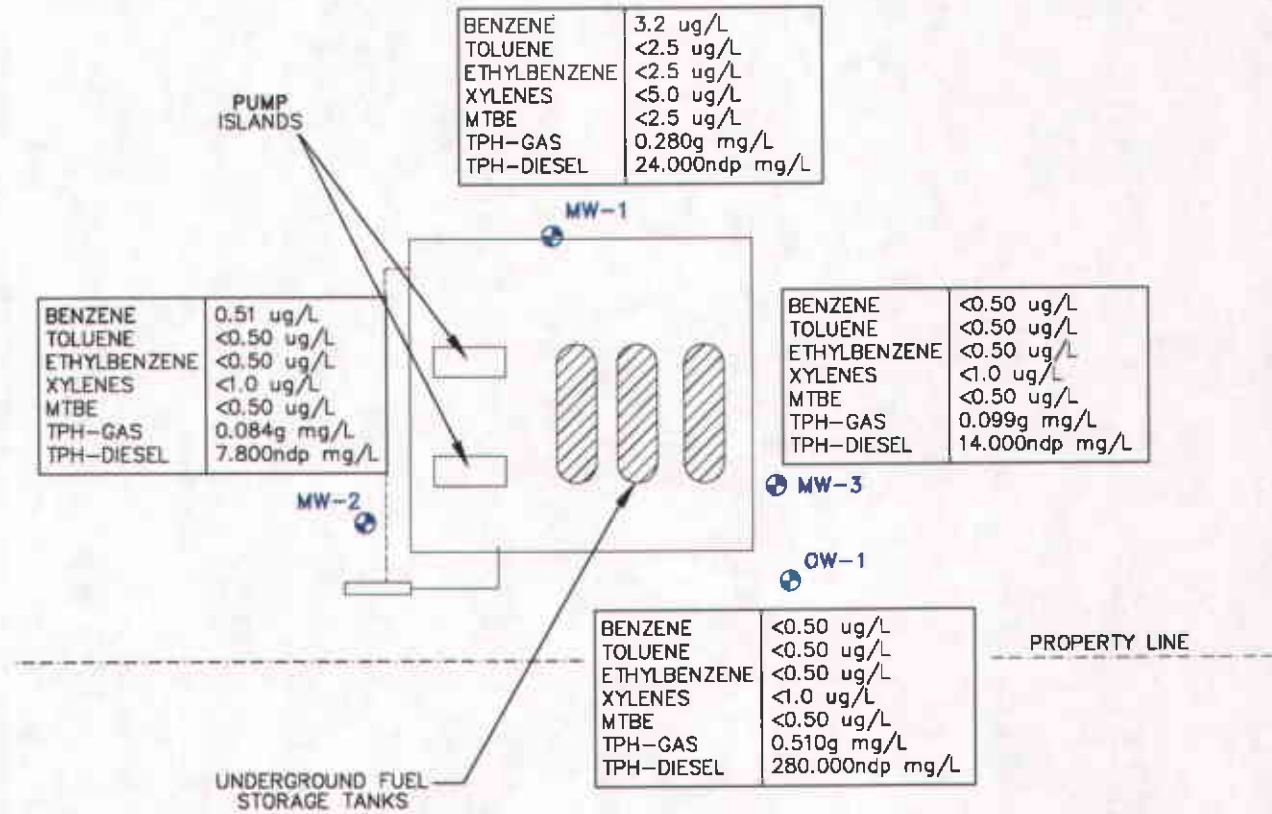 BENZENE 3.2 ug/L
TOLUENE <2.5 ug/L
ETHYLBENZENE <2.5 ug/L
XYLENES <5.0 ug/L
MTBE <2.5 ug/L
TPH-GAS 0.280g mg/L
TPH-DIESEL 24.000ndp mg/L
PUMP
ISLANDS
MW-1
BENZENE 0.51 ug/L
TOLUENE <0.50 ug/L
ETHYLBENZENE <0.50 ug/L
XYLENES <1.0 ug/L
MTBE <0.50 ug/L
TPH-GAS 0.084g mg/L
TPH-DIESEL 7.800ndp mg/L
BENZENE <0.50 ug/L
TOLUENE <0.50 ug/L
ETHYLBENZENE <0.50 ug/L
XYLENES <1.0 ug/L
MTBE <0.50 ug/L
TPH-GAS 0.099g mg/L
TPH-DIESEL 14.000ndp mg/L
MW-2
MW-3
OW-1
BENZENE <0.50 ug/L
TOLUENE <0.50 ug/L
ETHYLBENZENE <0.50 ug/L
XYLENES <1.0 ug/L
MTBE <0.50 ug/L
TPH-GAS 0.510g mg/L
TPH-DIESEL 280.000ndp mg/L
PROPERTY LINE
UNDERGROUND FUEL
STORAGE TANKS